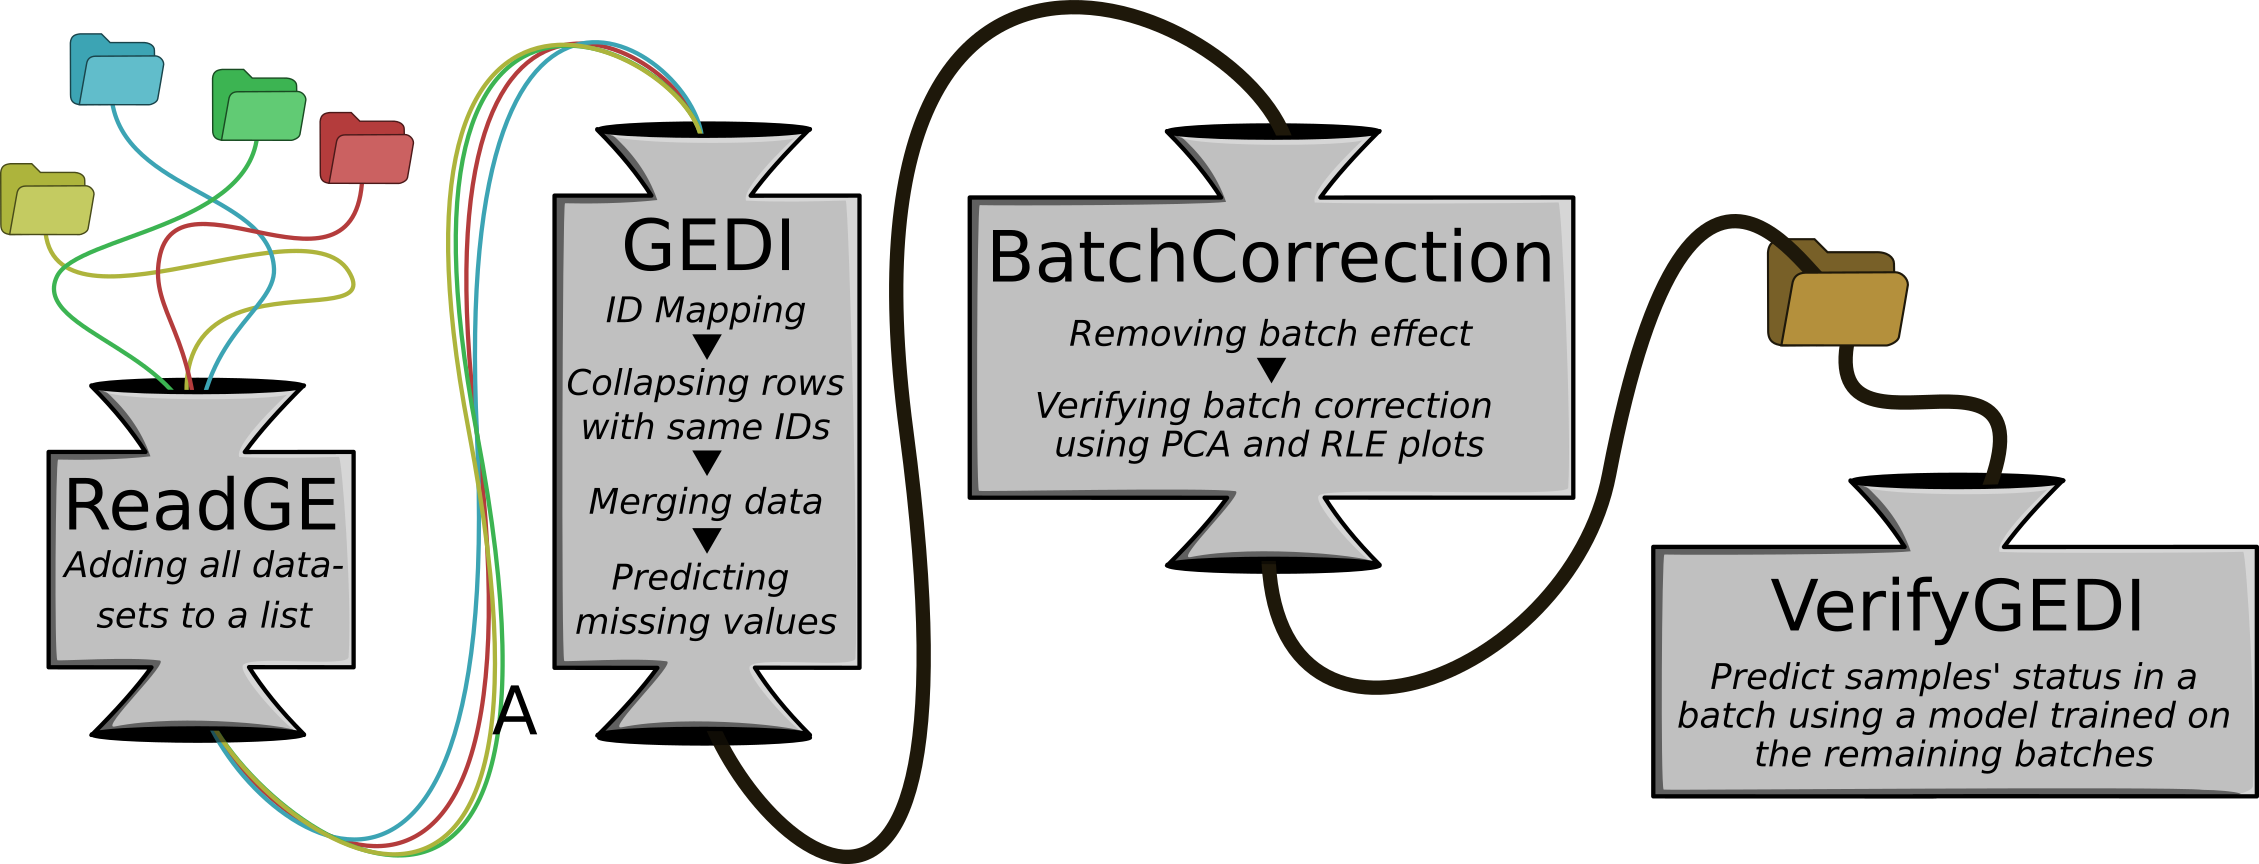 ReadGE
Adding all data-
sets to a list
A
GEDI
ID Mapping
Collapsing rows
with same IDs
Merging data
Predicting
missing values
BatchCorrection
Removing batch effect
Verifying batch correction
using PCA and RLE plots
VerifyGEDI
Predict samples' status in a
batch using a model trained on
the remaining batches